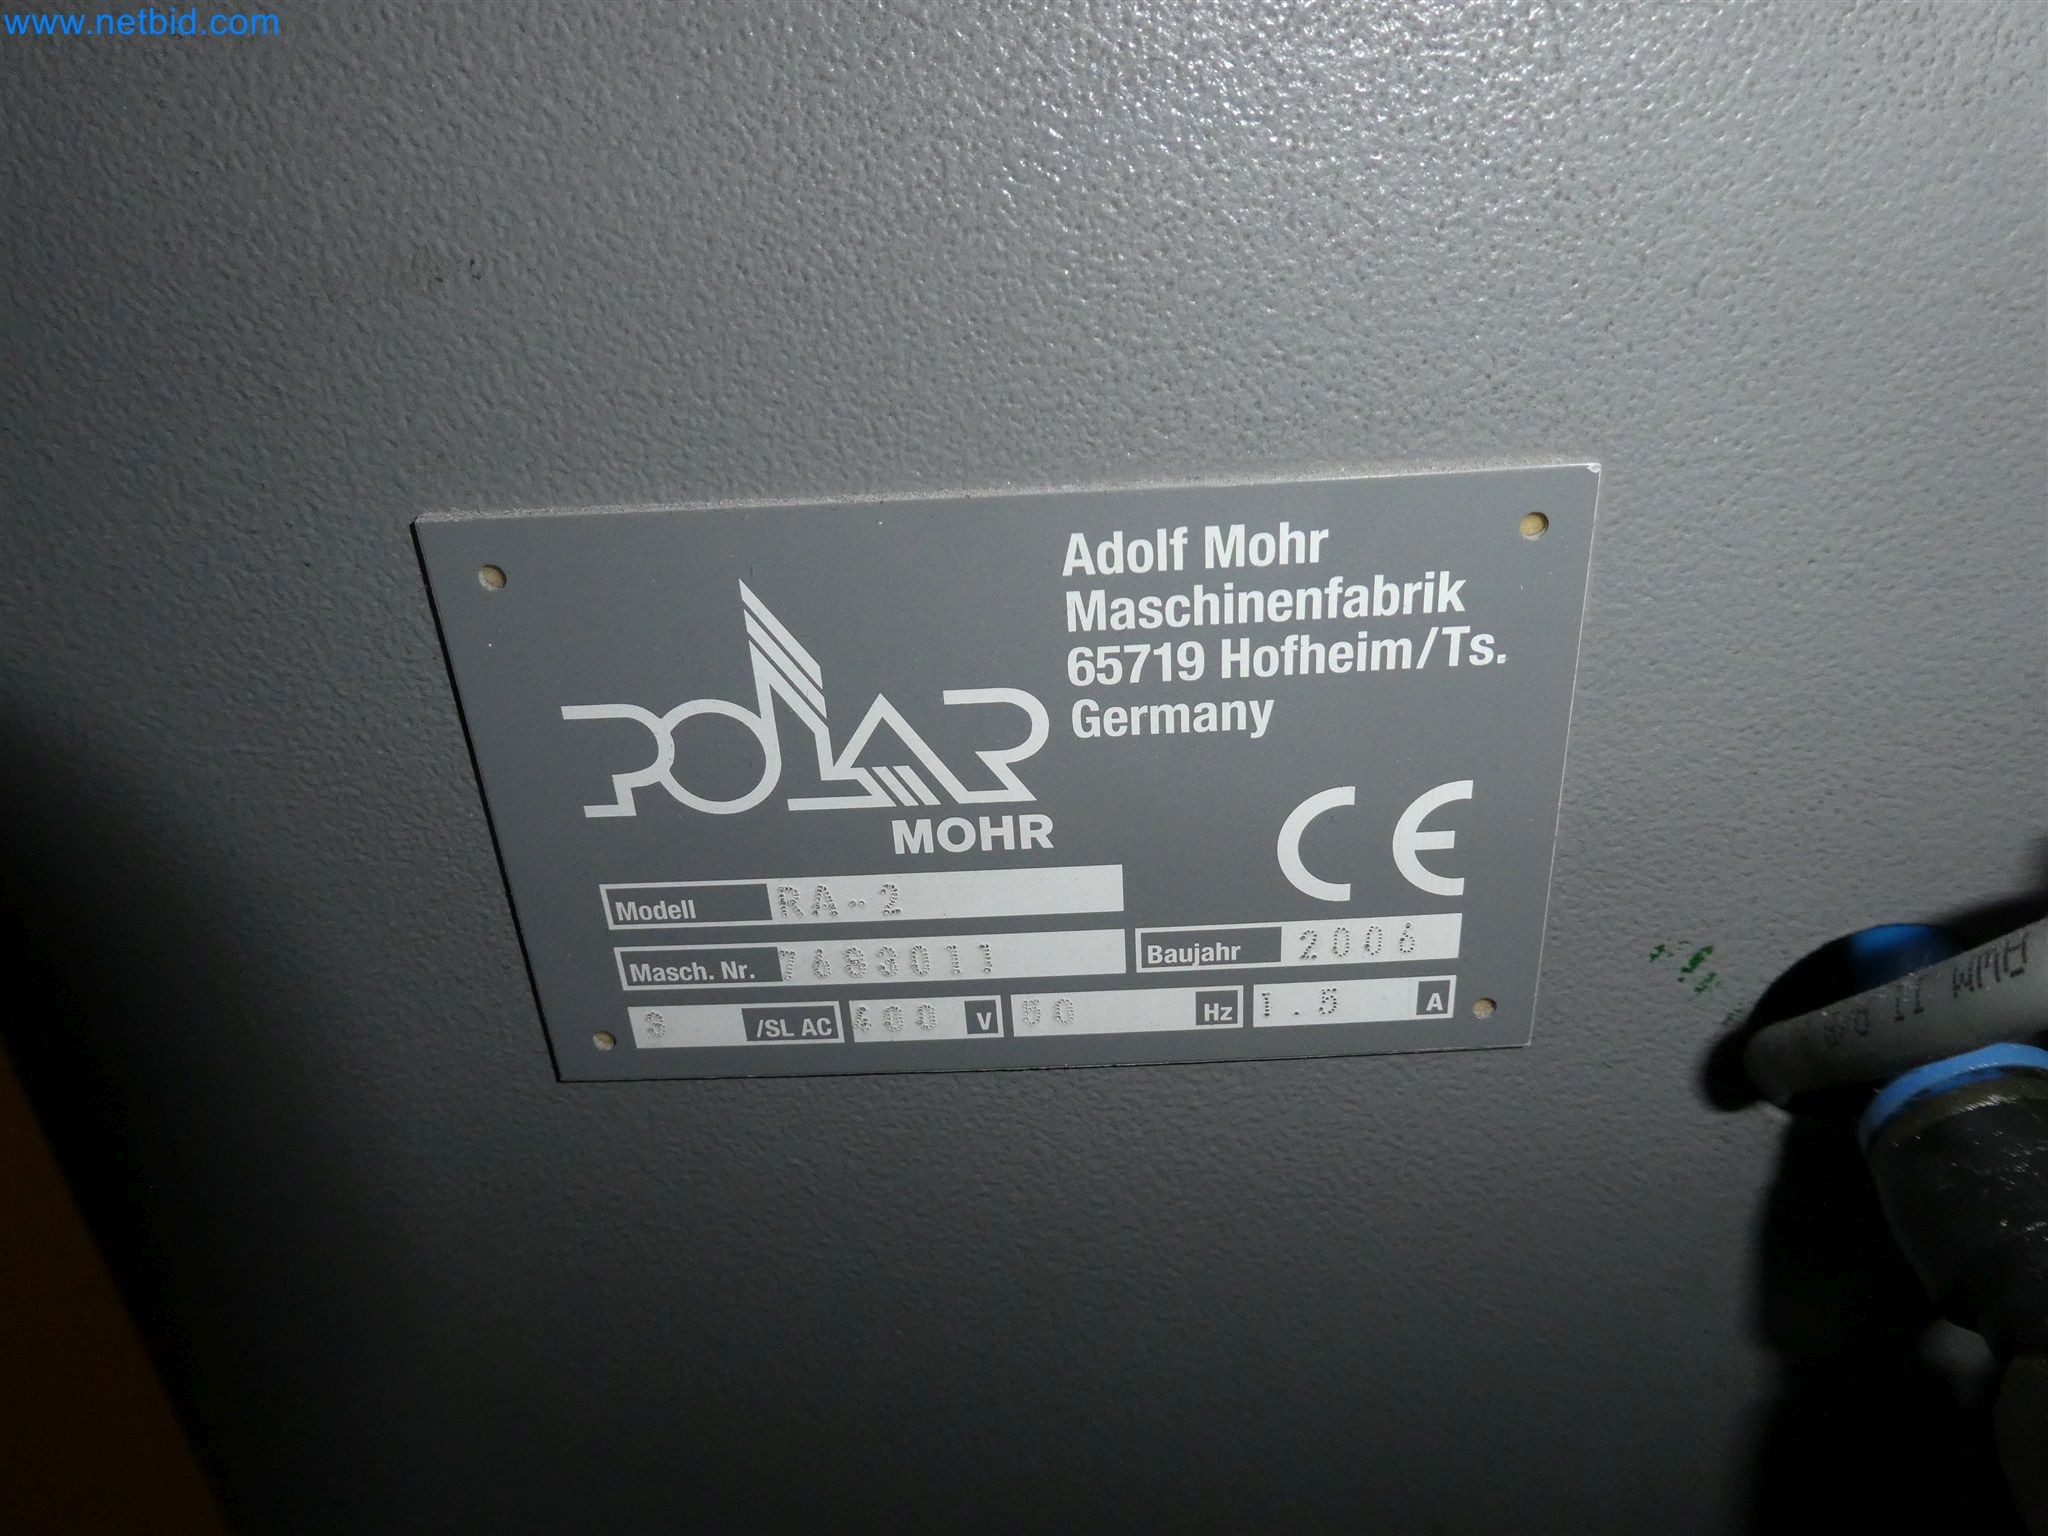 www.netbid.com
Adolf Mohr
Maschinenfabrik
65719 Hofheim/Ts.
Germany
POLAR
MOHR
CE
Modell RA-2
Masch. Nr.
Baujahr 2006
3 /SL AC V 50 Hz 1.5 A